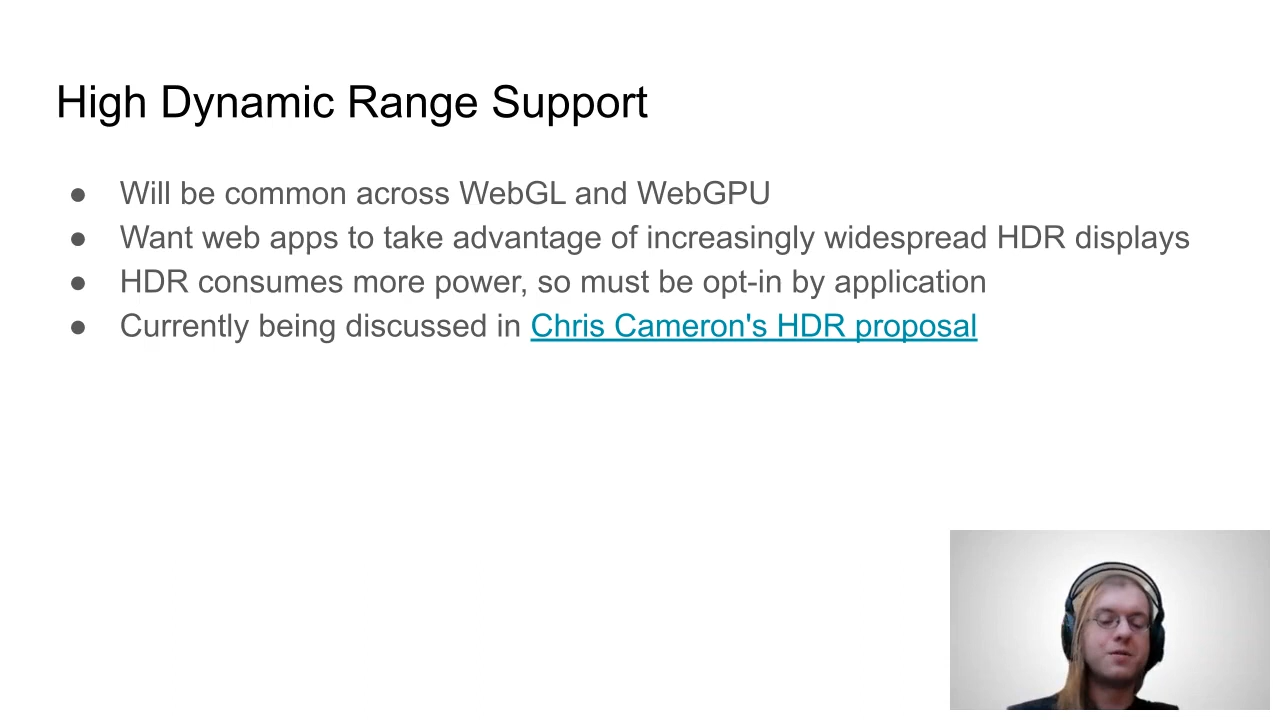 High Dynamic Range Support
● Will be common across WebGL and WebGPU
● Want web apps to take advantage of increasingly widespread HDR displays
● HDR consumes more power, so must be opt-in by application
● Currently being discussed in Chris Cameron's HDR proposal